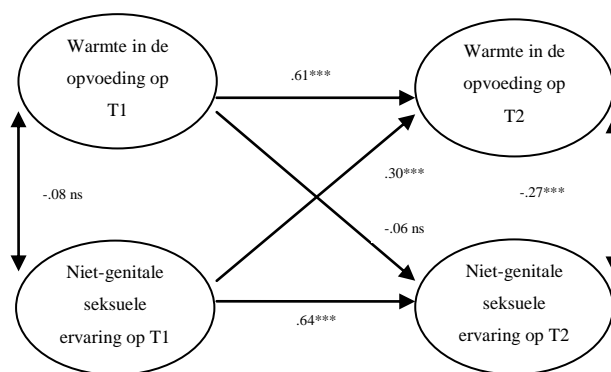 Warmte in de
opvoeding op
T1
Warmte in de
opvoeding op
T2
.61***
.30***
-.08 ns
-.27***
-.06 ns
Niet-genitale
seksuele
ervaring op T1
Niet-genitale
seksuele
ervaring op T2
.64***